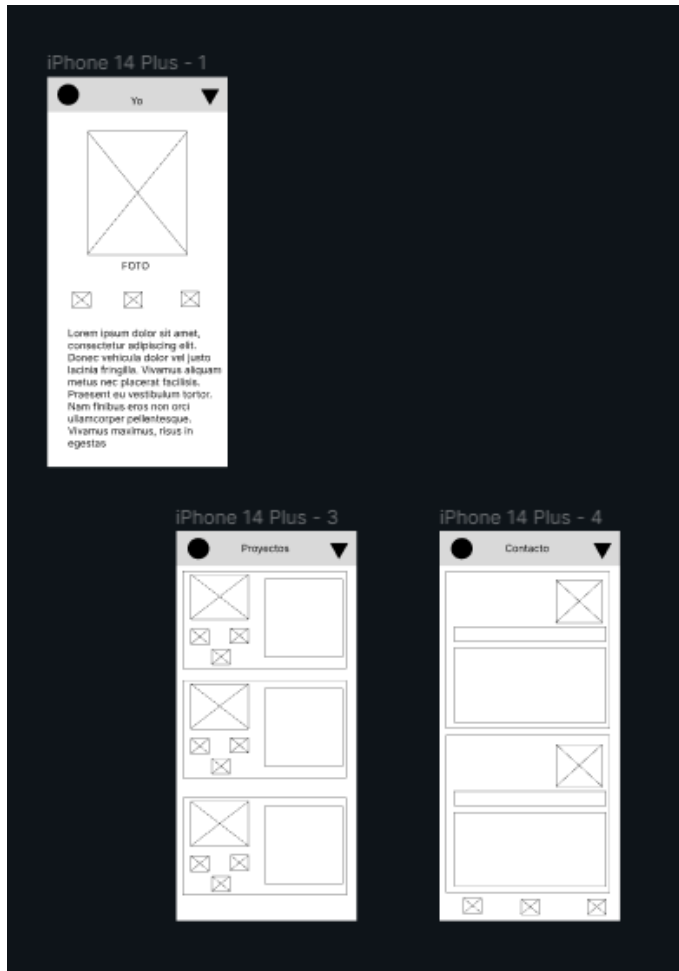 iPhone 14 Plus - 1
Yo
FOTO
Lorem ipsum dolor sit amet,
consectetur adipiscing elit.
Donec vehicula dolor vel justo
lacinia fringilla. Vivamus aliquam
metus nec placerat facilisis.
Praesent eu vestibulum tortor.
Nam finibus eros non orci
ullamcorper pellentesque.
Vivamus maximus, risus in
egestas
iPhone 14 Plus - 3
Proyectos
iPhone 14 Plus - 4
Contacto